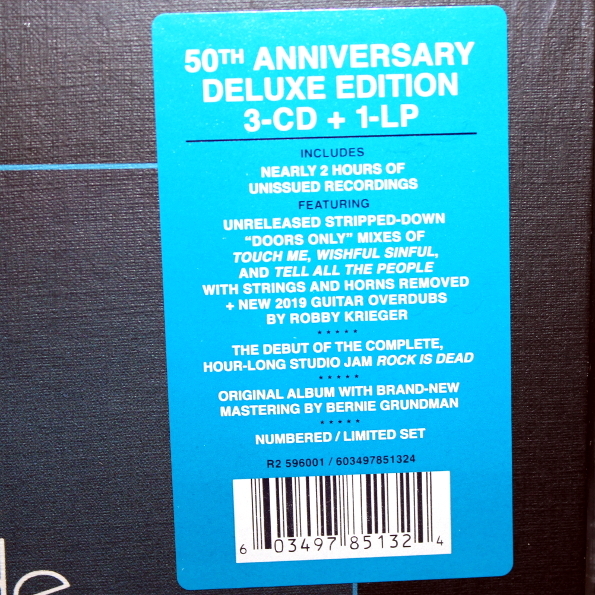 50TH ANNIVERSARY
DELUXE EDITION
3-CD + 1-LP
INCLUDES
NEARLY 2 HOURS OF
UNISSUED RECORDINGS
FEATURING
UNRELEASED STRIPPED-DOWN
“DOORS ONLY” MIXES OF
TOUCH ME, WISHFUL SINFUL,
AND TELL ALL THE PEOPLE
WITH STRINGS AND HORNS REMOVED
+ NEW 2019 GUITAR OVERDUBS
BY ROBBY KRIEGER
★ ★ ★ ★ ★
THE DEBUT OF THE COMPLETE,
HOUR-LONG STUDIO JAM ROCK IS DEAD
★ ★ ★ ★ ★
ORIGINAL ALBUM WITH BRAND-NEW
MASTERING BY BERNIE GRUNDMAN
★ ★ ★ ★ ★
NUMBERED / LIMITED SET
R2 596001 / 603497851324
6 03497 85132 4
le